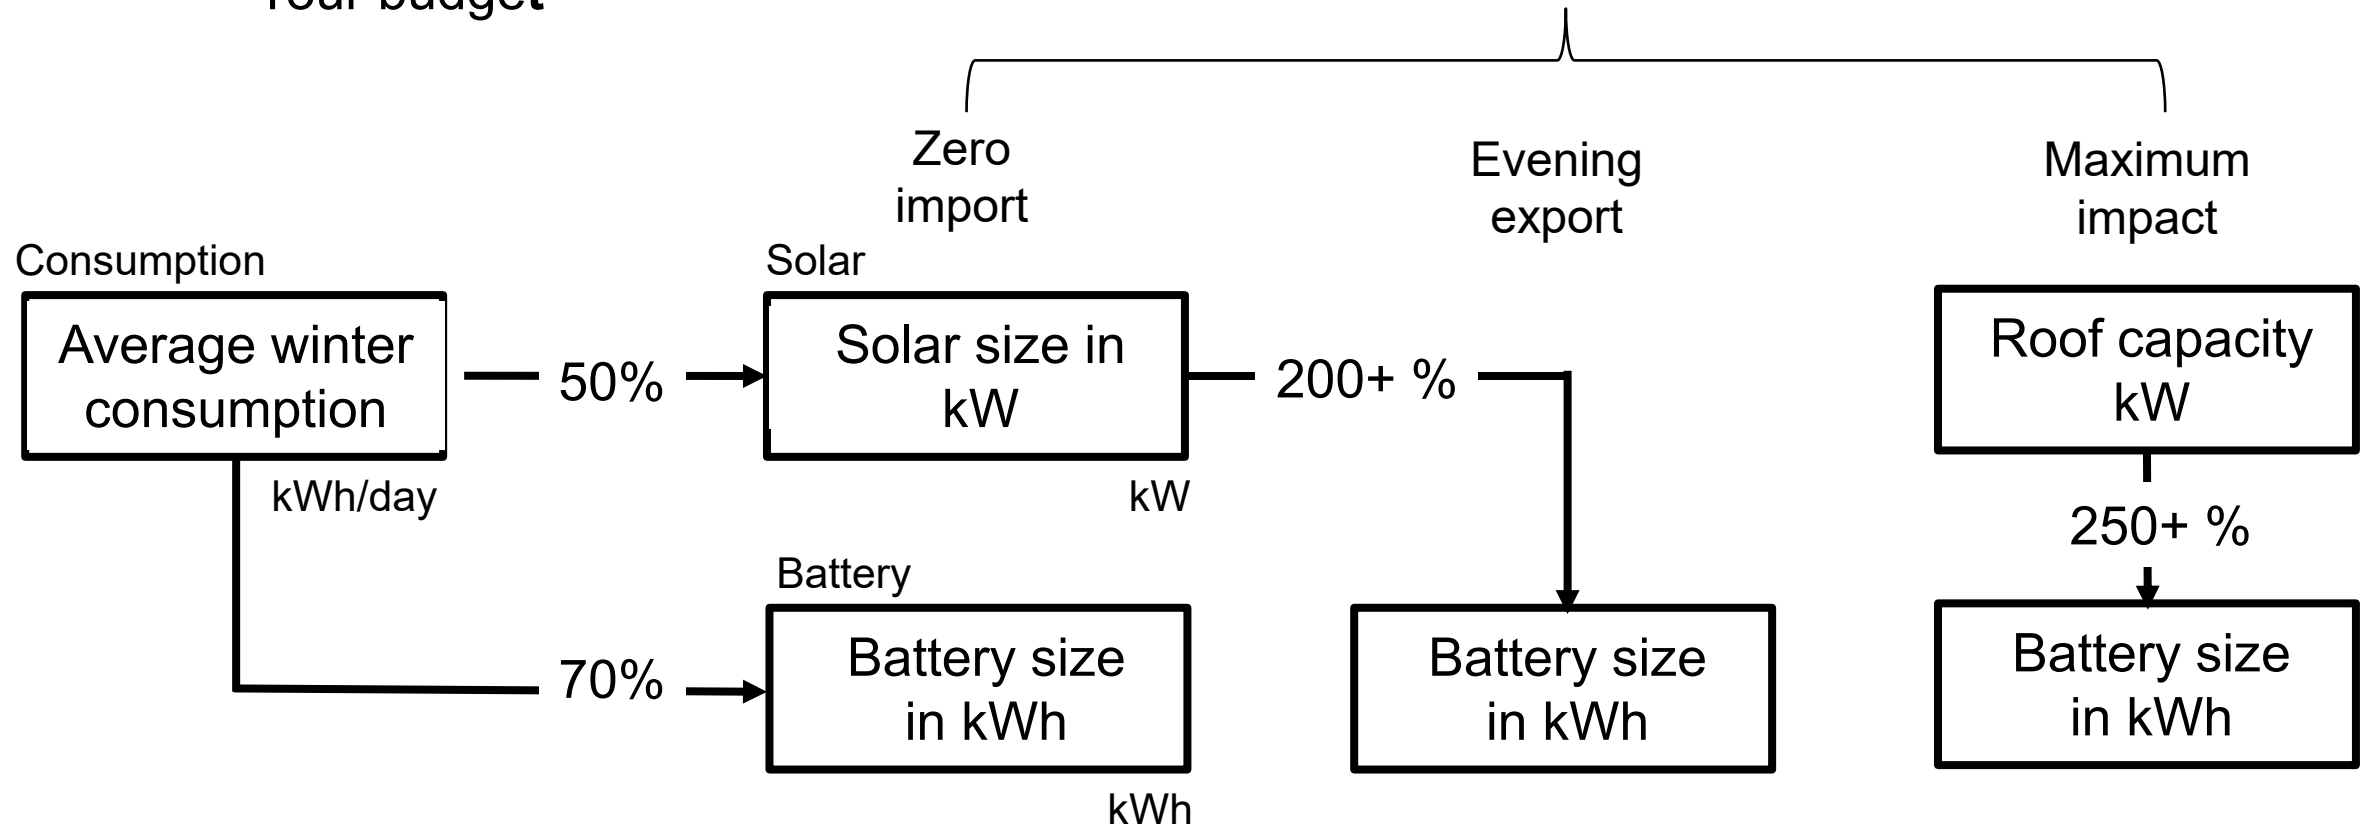 Your budget
Zero
import
Evening
export
Maximum
impact
Consumption
Solar
Average winter
consumption
50%
Solar size in
kW
200+ %
Roof capacity
kW
kWh/day
kW
250+ %
Battery
70%
Battery size
in kWh
Battery size
in kWh
Battery size
in kWh
kWh